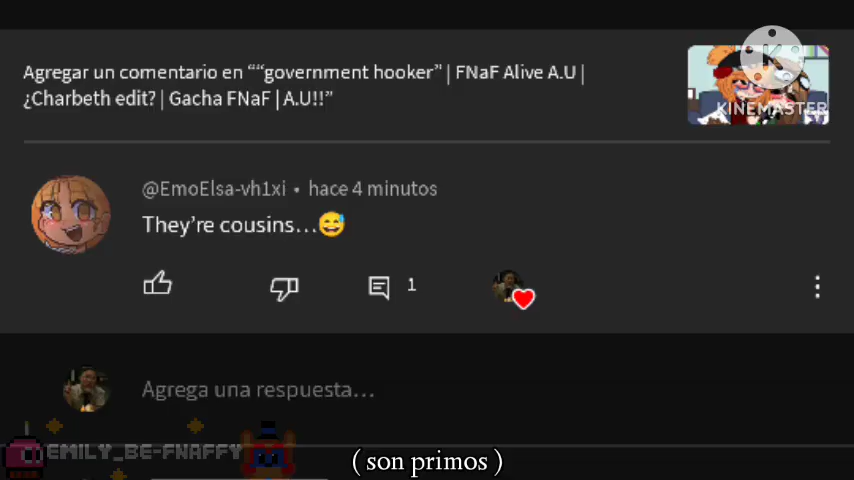 Agregar un comentario en ““government hooker” | FNaF Alive A.U |
¿Charbeth edit? | Gacha FNaF | A.U!!”
KINEMASTER
@EmoElsa-vh1xi • hace 4 minutos
They’re cousins...😅
1
Agrega una respuesta...
EMILY_BE-FNAFFY
( son primos )